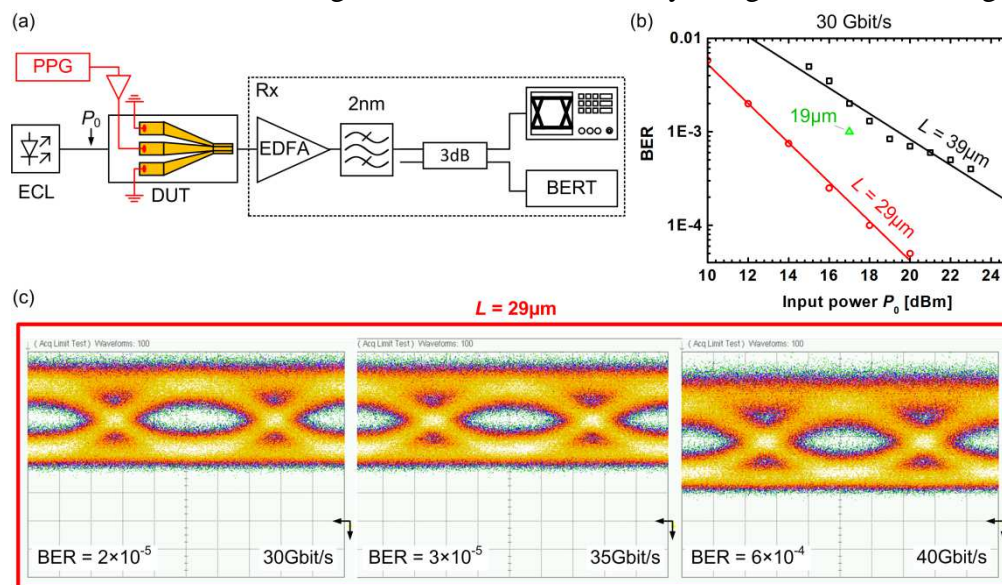 (a)
PPG
P0
ECL
DUT
Rx
EDFA
2nm
3dB
BERT
(b)
30 Gbit/s
BER
0.01
1E-3
1E-4
19µm
L = 39µm
L = 29µm
10 12 14 16 18 20 22 24
Input power P0 [dBm]
(c)
L = 29µm
( Acq Limit Test ) Waveforms: 100
BER = 2×10-5
30Gbit/s
( Acq Limit Test ) Waveforms: 100
BER = 3×10-5
35Gbit/s
( Acq Limit Test ) Waveforms: 100
BER = 6×10-4
40Gbit/s